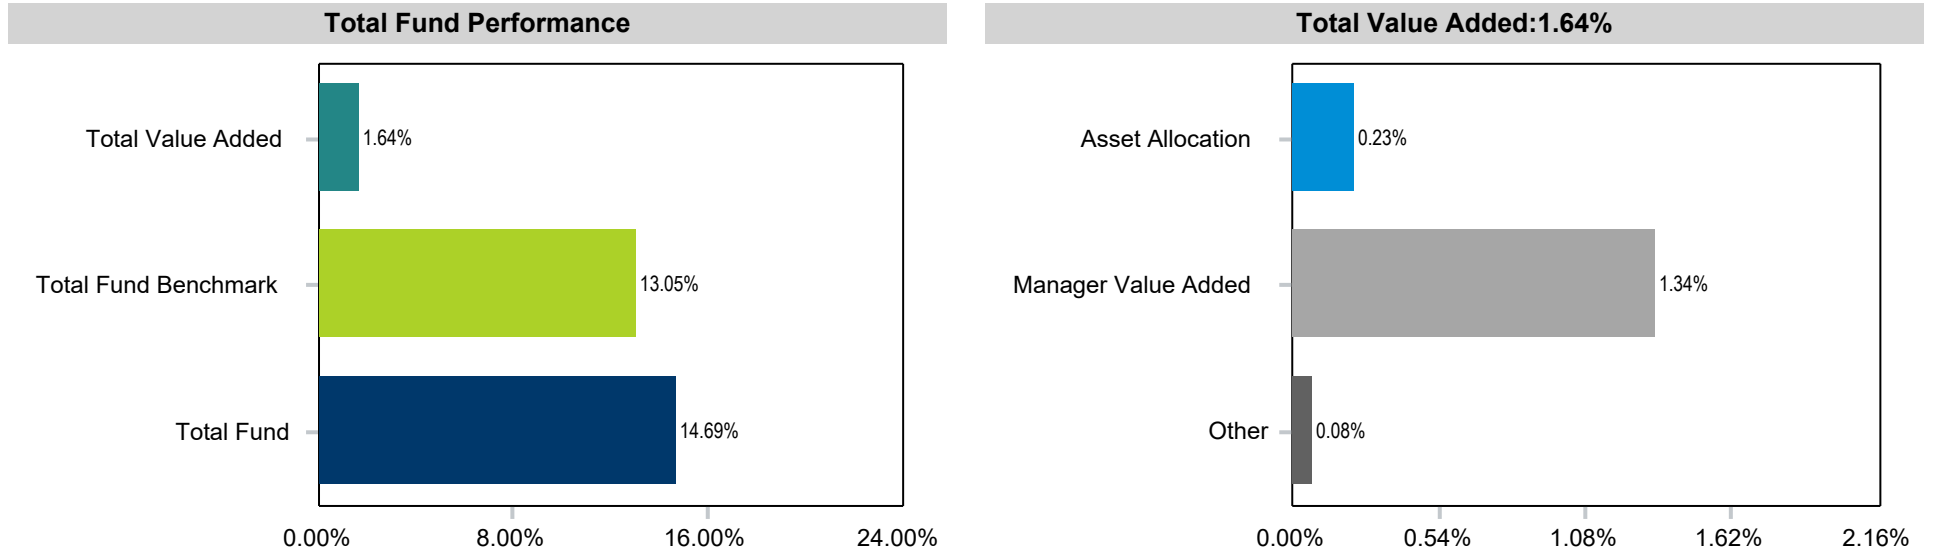 Total Fund Performance
Total Value Added
1.64%
Total Fund Benchmark
13.05%
Total Fund
14.69%
0.00% 8.00% 16.00% 24.00%
Total Value Added:1.64%
Asset Allocation
0.23%
Manager Value Added
1.34%
Other
0.08%
0.00% 0.54% 1.08% 1.62% 2.16%